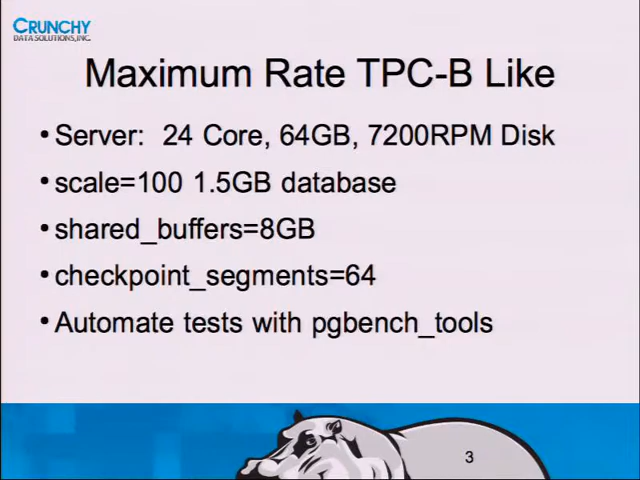 CRUNCHY
DATA SOLUTIONS, INC.
Maximum Rate TPC-B Like
• Server:  24 Core, 64GB, 7200RPM Disk
• scale=100 1.5GB database
• shared_buffers=8GB
• checkpoint_segments=64
• Automate tests with pgbench_tools
3